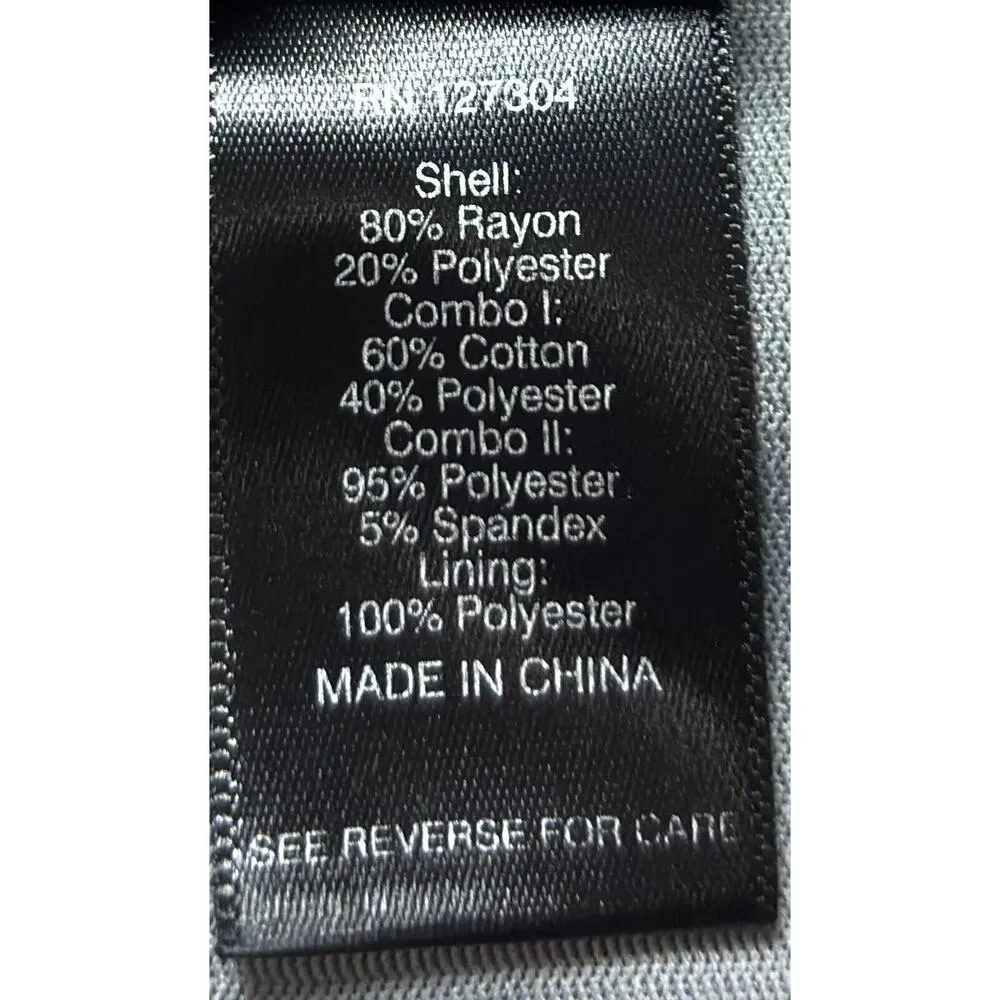 RN 127304
Shell:
80% Rayon
20% Polyester
Combo I:
60% Cotton
40% Polyester
Combo II:
95% Polyester
5% Spandex
Lining:
100% Polyester
MADE IN CHINA
SEE REVERSE FOR CARE